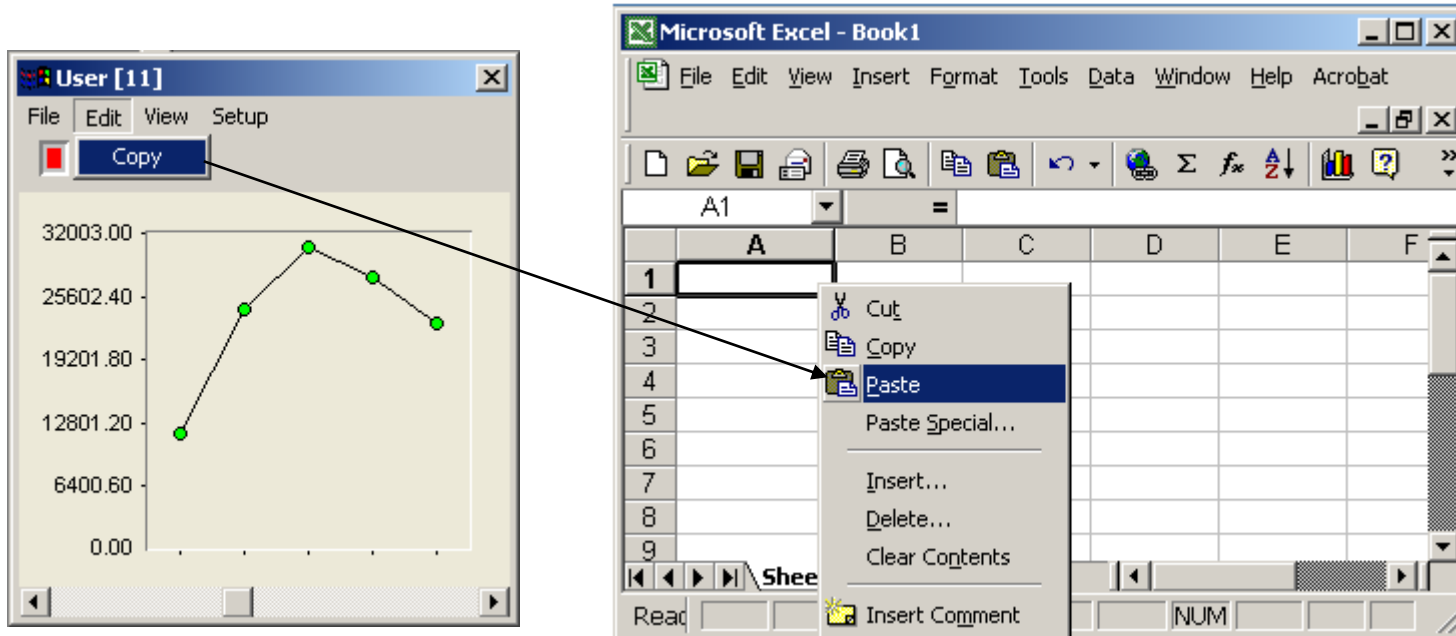 User [11]
File Edit View Setup
Copy
32003.00
25602.40
19201.80
12801.20
6400.60
0.00
Microsoft Excel - Book1
File Edit View Insert Format Tools Data Window Help Acrobat
A1 =
A B C D E F
1
2
3
4
5
6
7
8
9
Cut
Copy
Paste
Paste Special...
Insert...
Delete...
Clear Contents
Insert Comment
Shee
Read NUM